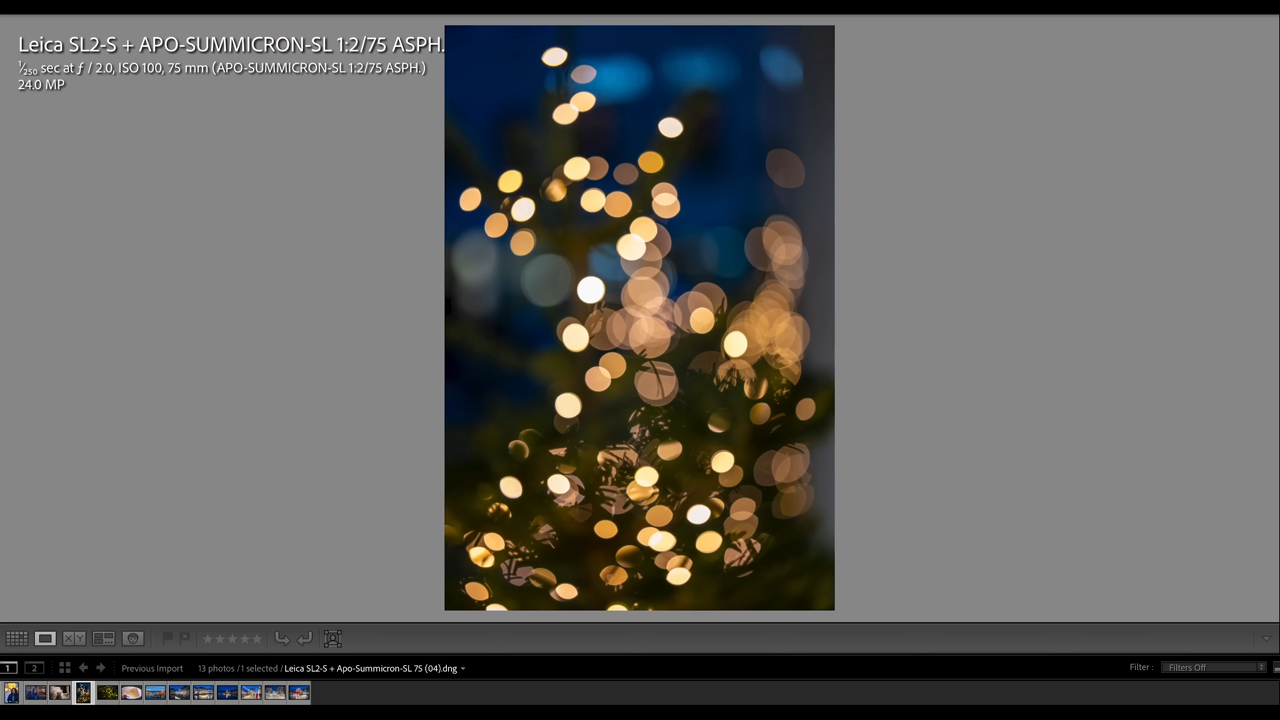 Leica SL2-S + APO-SUMMICRON-SL 1:2/75 ASPH.
1/250 sec at ƒ / 2.0, ISO 100, 75 mm (APO-SUMMICRON-SL 1:2/75 ASPH.)
24.0 MP
X Y
1 2 Previous Import 13 photos / 1 selected / Leica SL2-S + Apo-Summicron-SL 75 (04).dng Filter : Filters Off